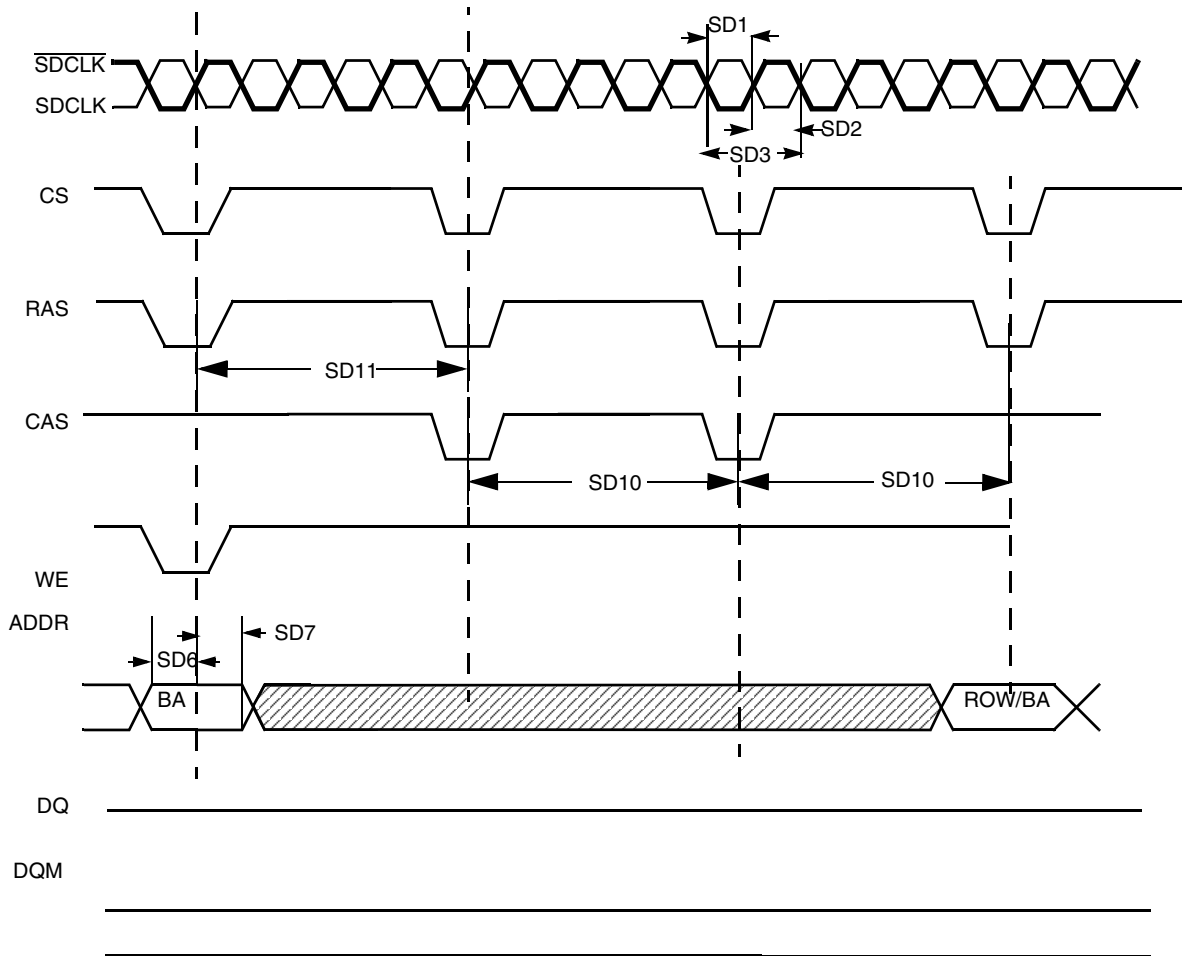 SD1
SDCLK
SDCLK
SD2
SD3
CS
RAS
SD11
CAS
SD10
SD10
WE
ADDR
SD7
SD6
BA
ROW/BA
DQ
DQM